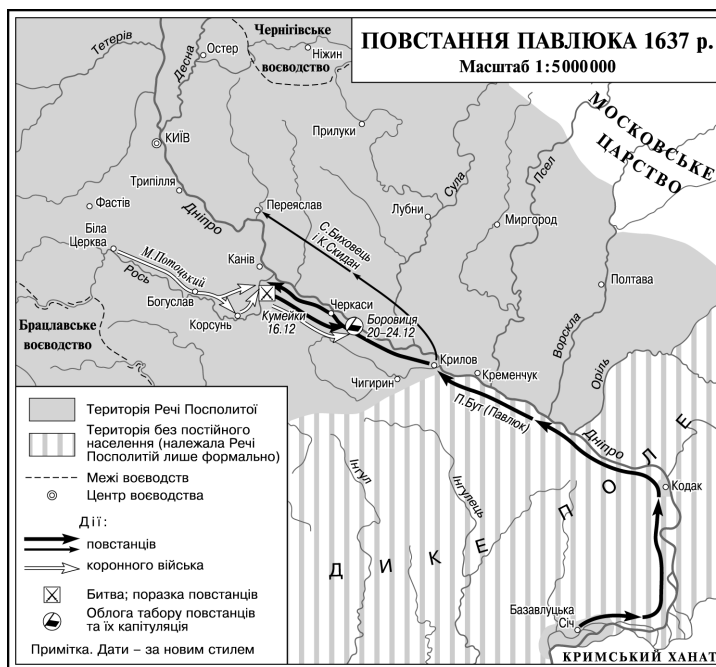 ПОВСТАННЯ ПАВЛЮКА 1637 р.
Масштаб 1:5000000
Чернігівське
воєводство
Тетерів
Десна
Остер
Ніжин
МОСКОВСЬКЕ
ЦАРСТВО
Прилуки
КИЇВ
Трипілля
Фастів
Дніпро
Переяслав
Лубни
Сула
Псел
Миргород
С.Биховець
і К.Скидан
Біла
Церква
М.Потоцький
Рось
Канів
Богуслав
Корсунь
Черкаси
Полтава
Брацлавське
воєводство
Кумейки
16.12
Боровиця
20–24.12
Ворскла
Оріль
Крилов
Кременчук
Чигирин
П.Бут (Павлюк)
Дніпро
Кодак
Інгул
Інгулець
ДИКЕ ПОЛЕ
Базавлуцька
Січ
КРИМСЬКИЙ ХАНАТ
Територія Речі Посполитої
Територія без постійного
населення (належала Речі
Посполитій лише формально)
Межі воєводств
Центр воєводства
Дії:
повстанців
коронного війська
Битва; поразка повстанців
Облога табору повстанців
та їх капітуляція
Примітка. Дати – за новим стилем